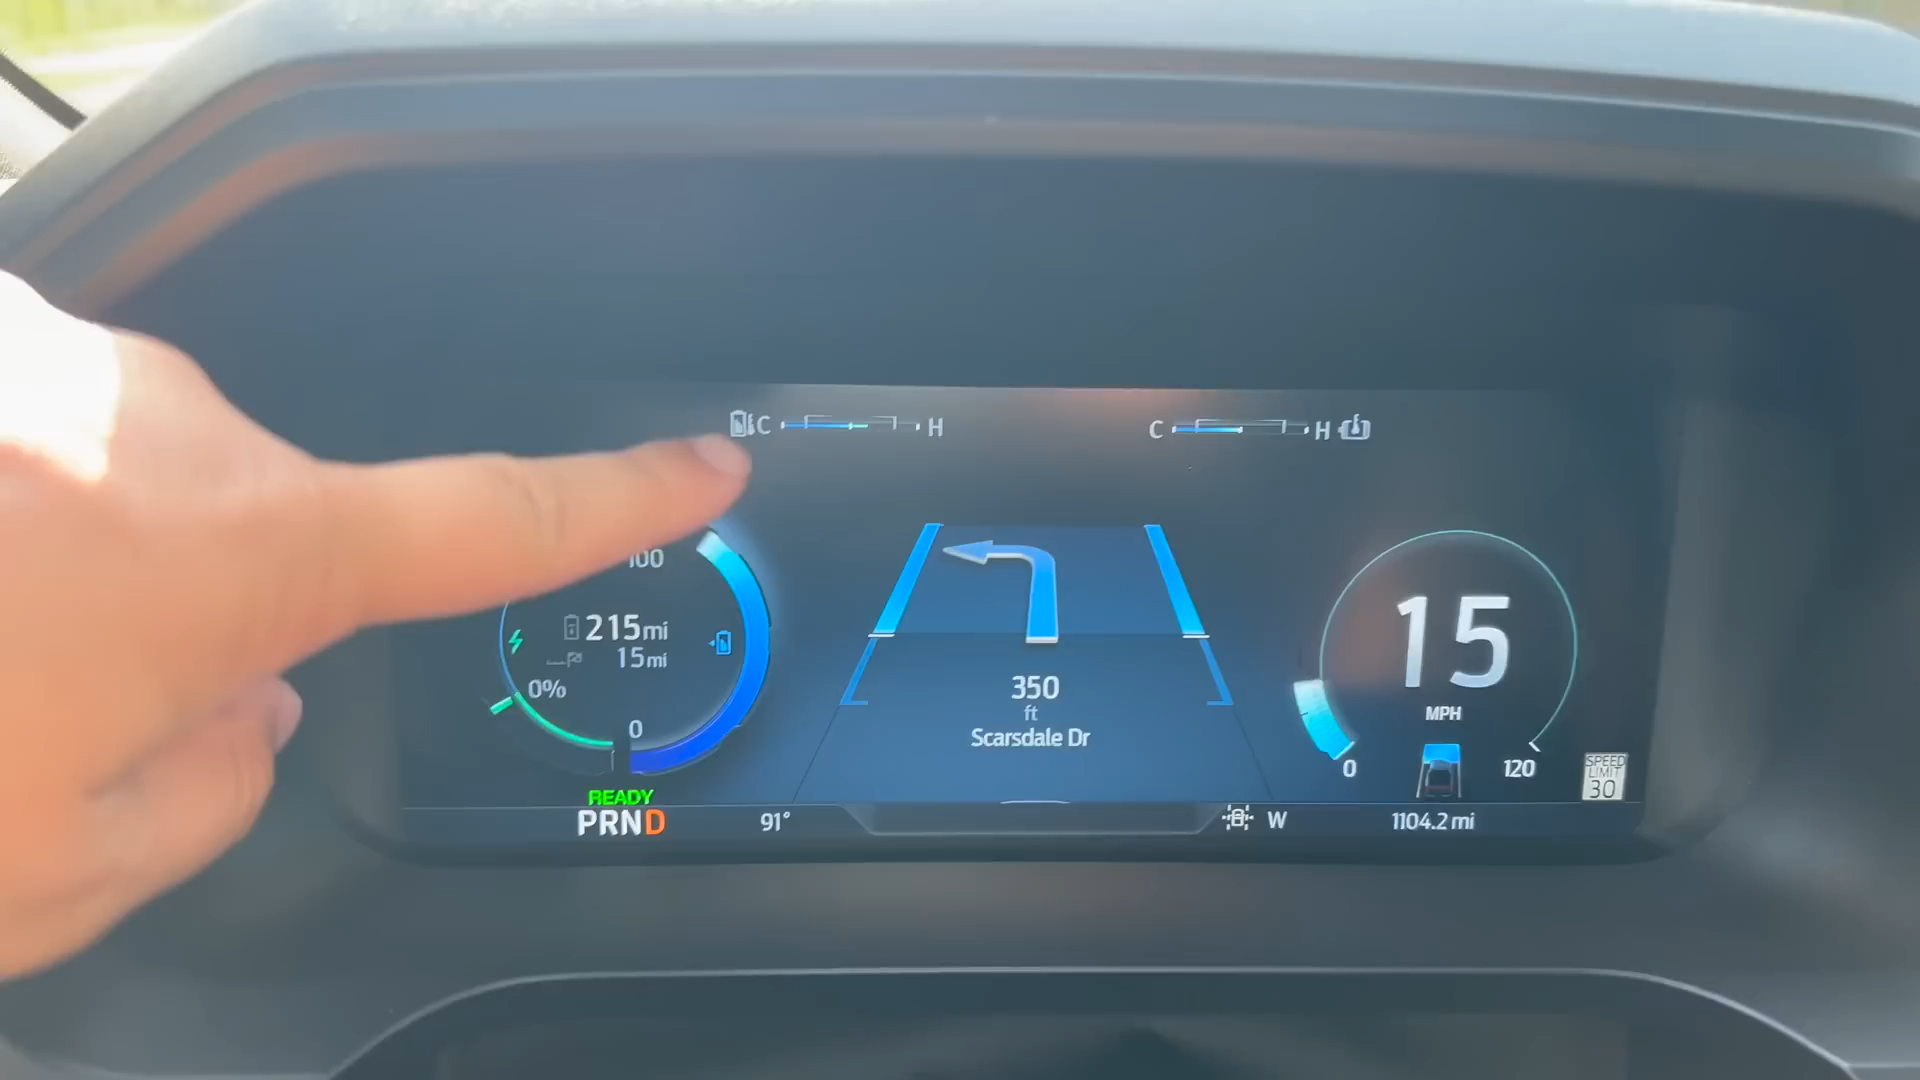 C H
C H
100
215mi
15mi
0%
0
350
ft
Scarsdale Dr
15
MPH
0
120
SPEED
LIMIT
30
READY
PRND
91°
W
1104.2 mi